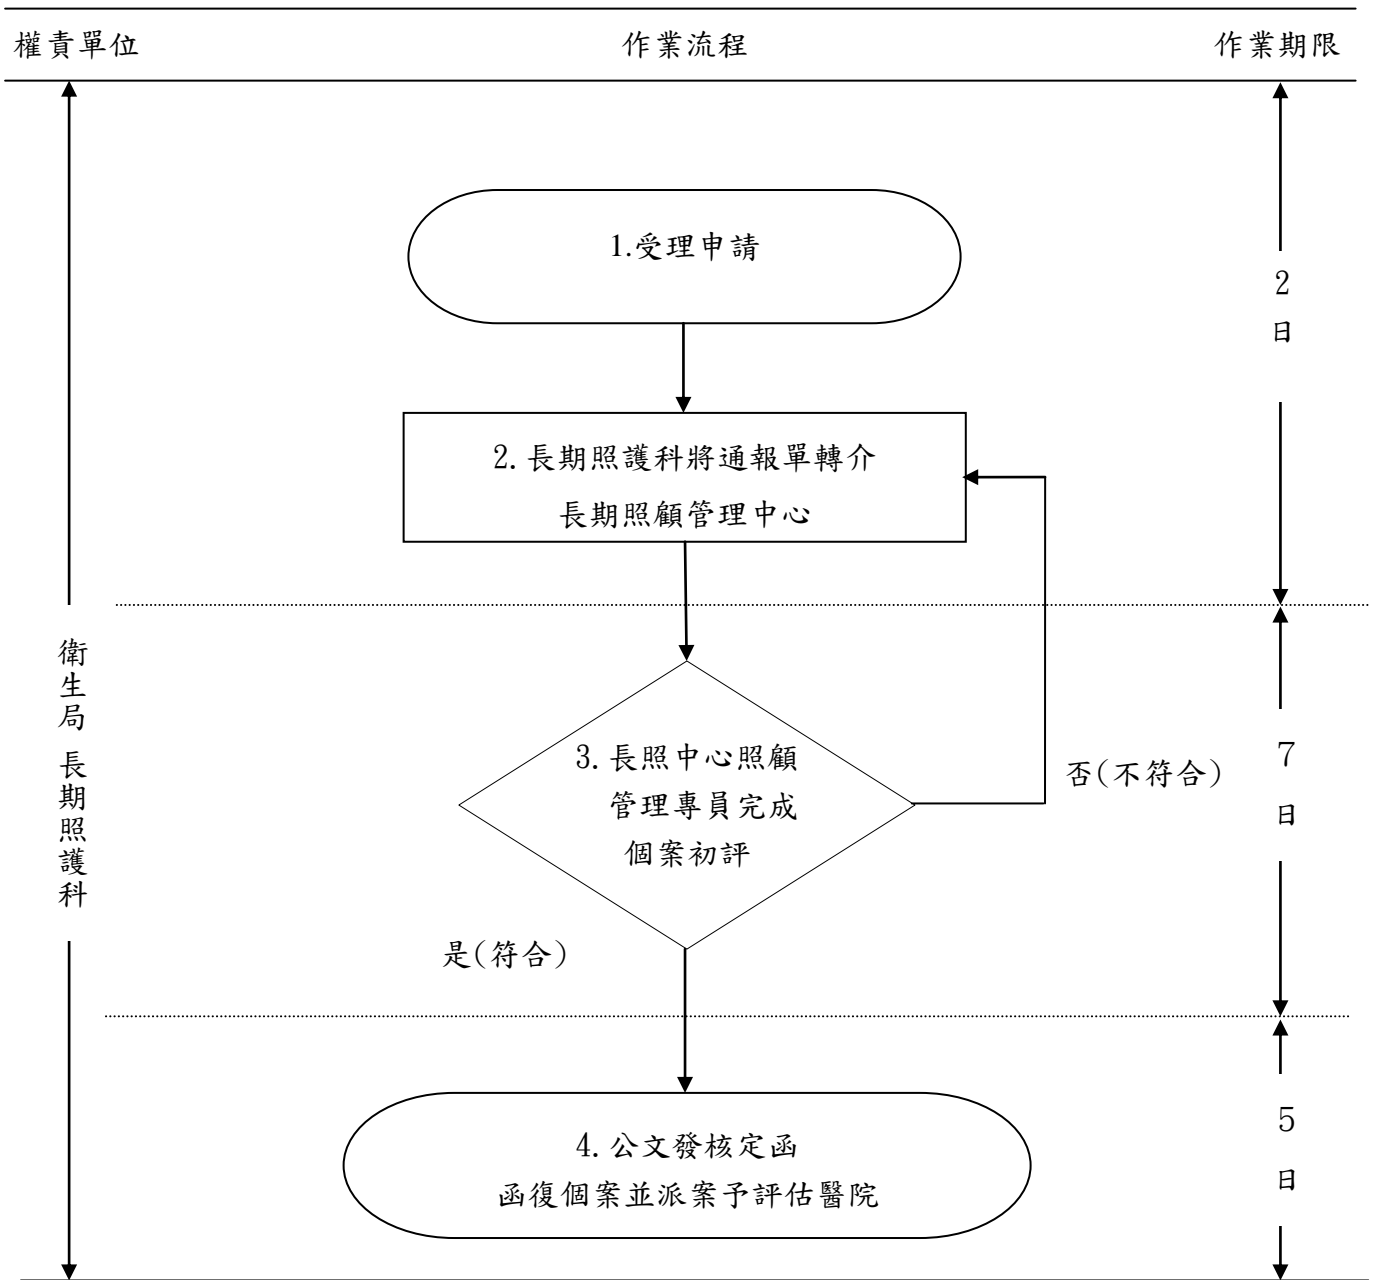 權責單位
作業流程
作業期限
1.受理申請
2日
2.長期照護科將通報單轉介
長期照顧管理中心
衛生局 長期照護科
3.長照中心照顧
管理專員完成
個案初評
否(不符合)
7日
是(符合)
4.公文發核定函
函復個案並派案予評估醫院
5日